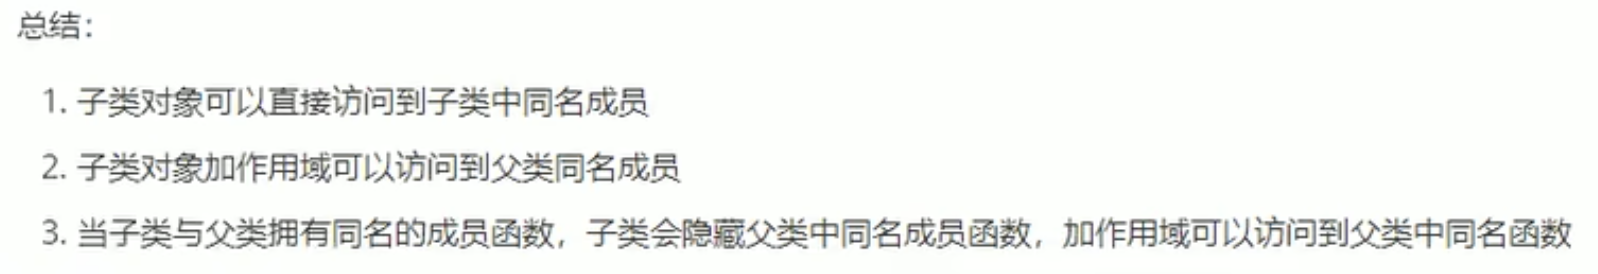 总结：
1. 子类对象可以直接访问到子类中同名成员
2. 子类对象加作用域可以访问到父类同名成员
3. 当子类与父类拥有同名的成员函数，子类会隐藏父类中同名成员函数，加作用域可以访问到父类中同名函数